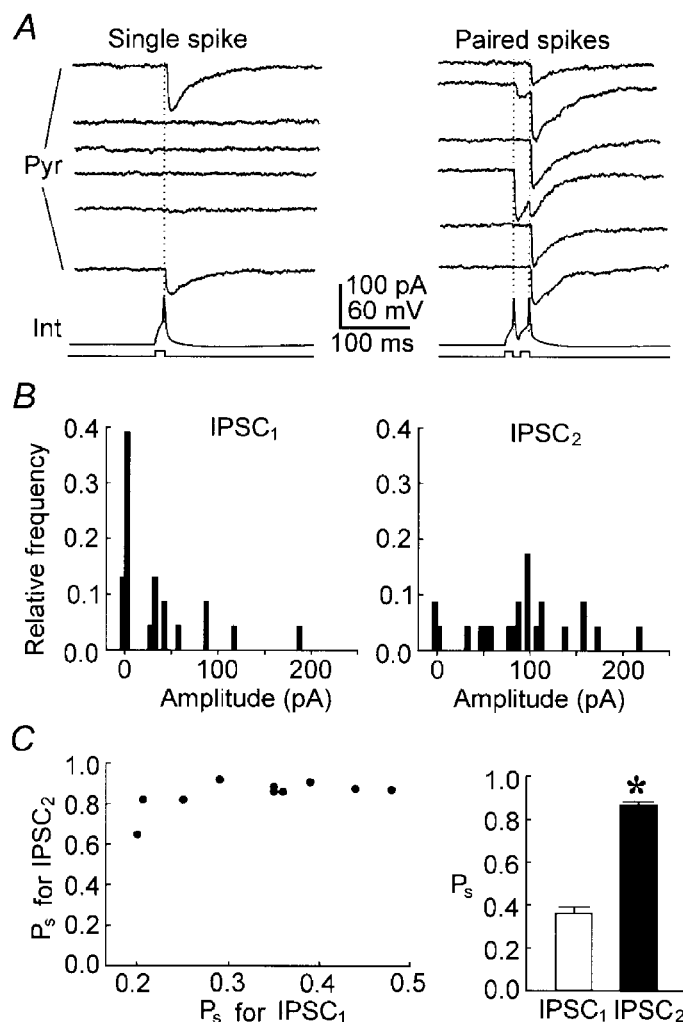 A
Single spike
Paired spikes
Pyr
Int
100 pA
60 mV
100 ms
B
IPSC₁
IPSC₂
Relative frequency
0.4
0.3
0.2
0.1
0.0
0.4
0.3
0.2
0.1
0.0
0 100 200
0 100 200
Amplitude (pA)
Amplitude (pA)
C
Pₛ for IPSC₂
1.0
0.8
0.6
0.4
0.2
0.0
0.2 0.3 0.4 0.5
Pₛ for IPSC₁
Pₛ
1.0
0.8
0.6
0.4
0.2
0.0
*
IPSC₁ IPSC₂